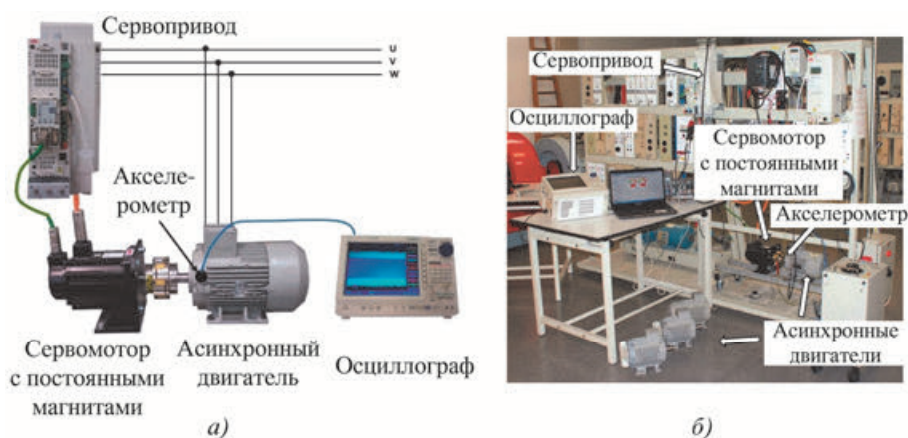 Сервопривод
U
V
W
Акселе-
рометр
Сервомотор
с постоянными
магнитами
Асинхронный
двигатель
Осциллограф
а)
Сервопривод
Осциллограф
Сервомотор
с постоянными
магнитами
Акселерометр
Асинхронные
двигатели
б)